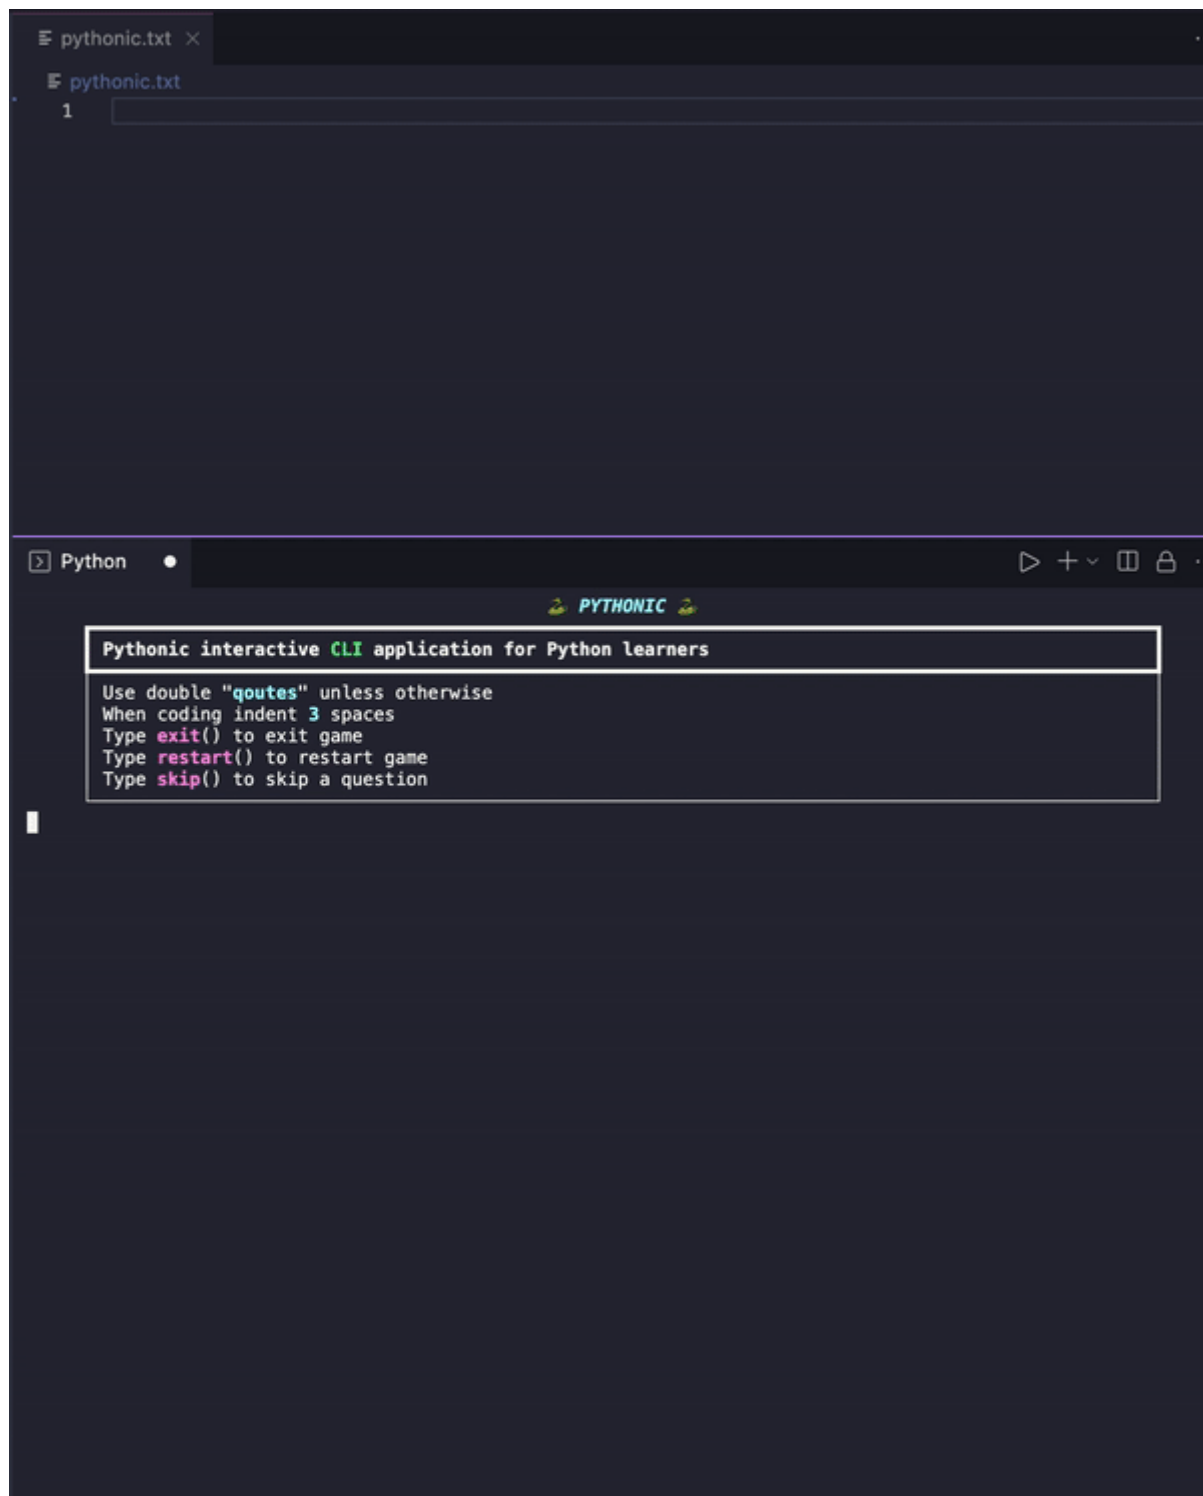 pythonic.txt
pythonic.txt
1
Python
PYTHONIC
Pythonic interactive CLI application for Python learners
Use double "qoutes" unless otherwise
When coding indent 3 spaces
Type exit() to exit game
Type restart() to restart game
Type skip() to skip a question